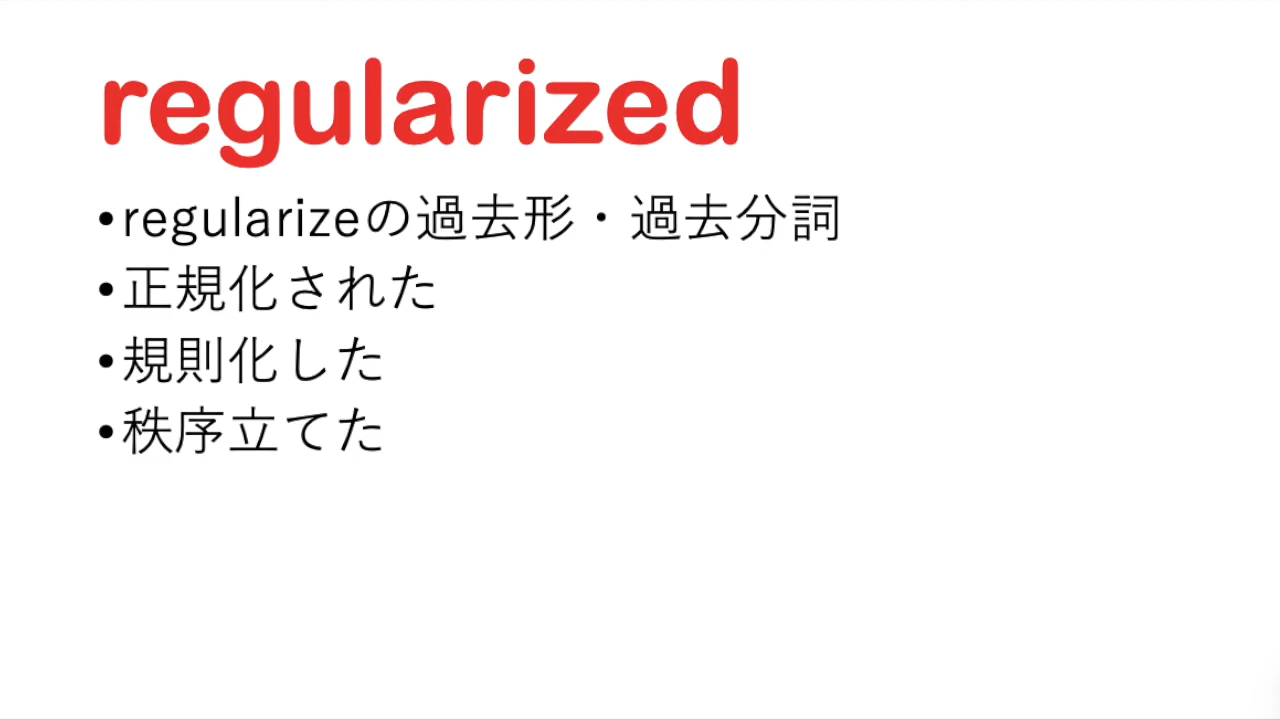 regularized
•regularizeの過去形・過去分詞
•正規化された
•規則化した
•秩序立てた